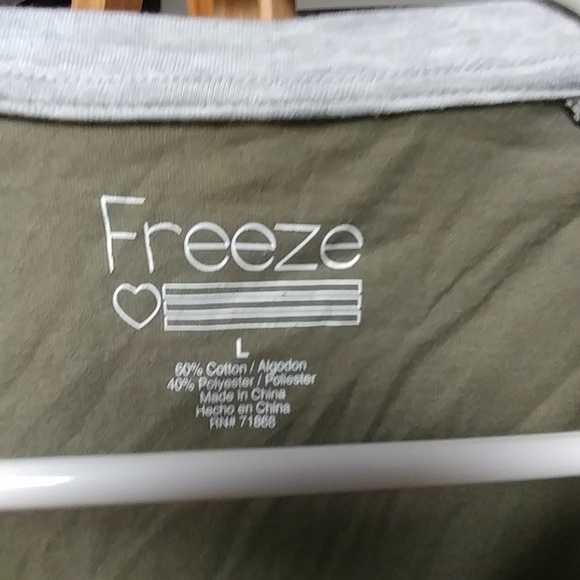 Freeze
L
60% Cotton / Algodon
40% Polyester / Poliester
Made in China
Hecho en China
RN# 71868